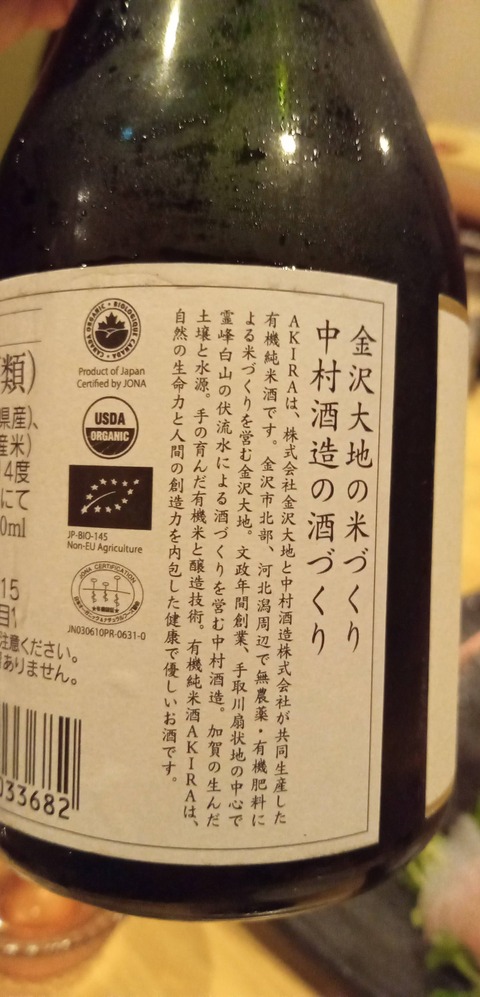 金沢大地の米づくり
中村酒造の酒づくり
AKIRAは、株式会社金沢大地と中村酒造株式会社が共同生産した
有機純米酒です。金沢市北部、河北潟周辺で無農薬・有機肥料に
よる米づくりを営む金沢大地。文政年間創業、手取川扇状地の中心で
霊峰白山の伏流水による酒づくりを営む中村酒造。加賀の生んだ
土壌と水源。手の育んだ有機米と醸造技術。有機純米酒AKIRAは、
自然の生命力と人間の創造力を内包した健康で優しいお酒です。
CANADA ORGANIC • BIOLOGIQUE CANADA
Product of Japan
Certified by JONA
USDA
ORGANIC
JP-BIO-145
Non-EU Agriculture
JONA CERTIFICATION
JN030610PR-0631-0
類)
県産)、
産米)
14度
にて
0ml
15
目1
注意ください。
ありません。
033682